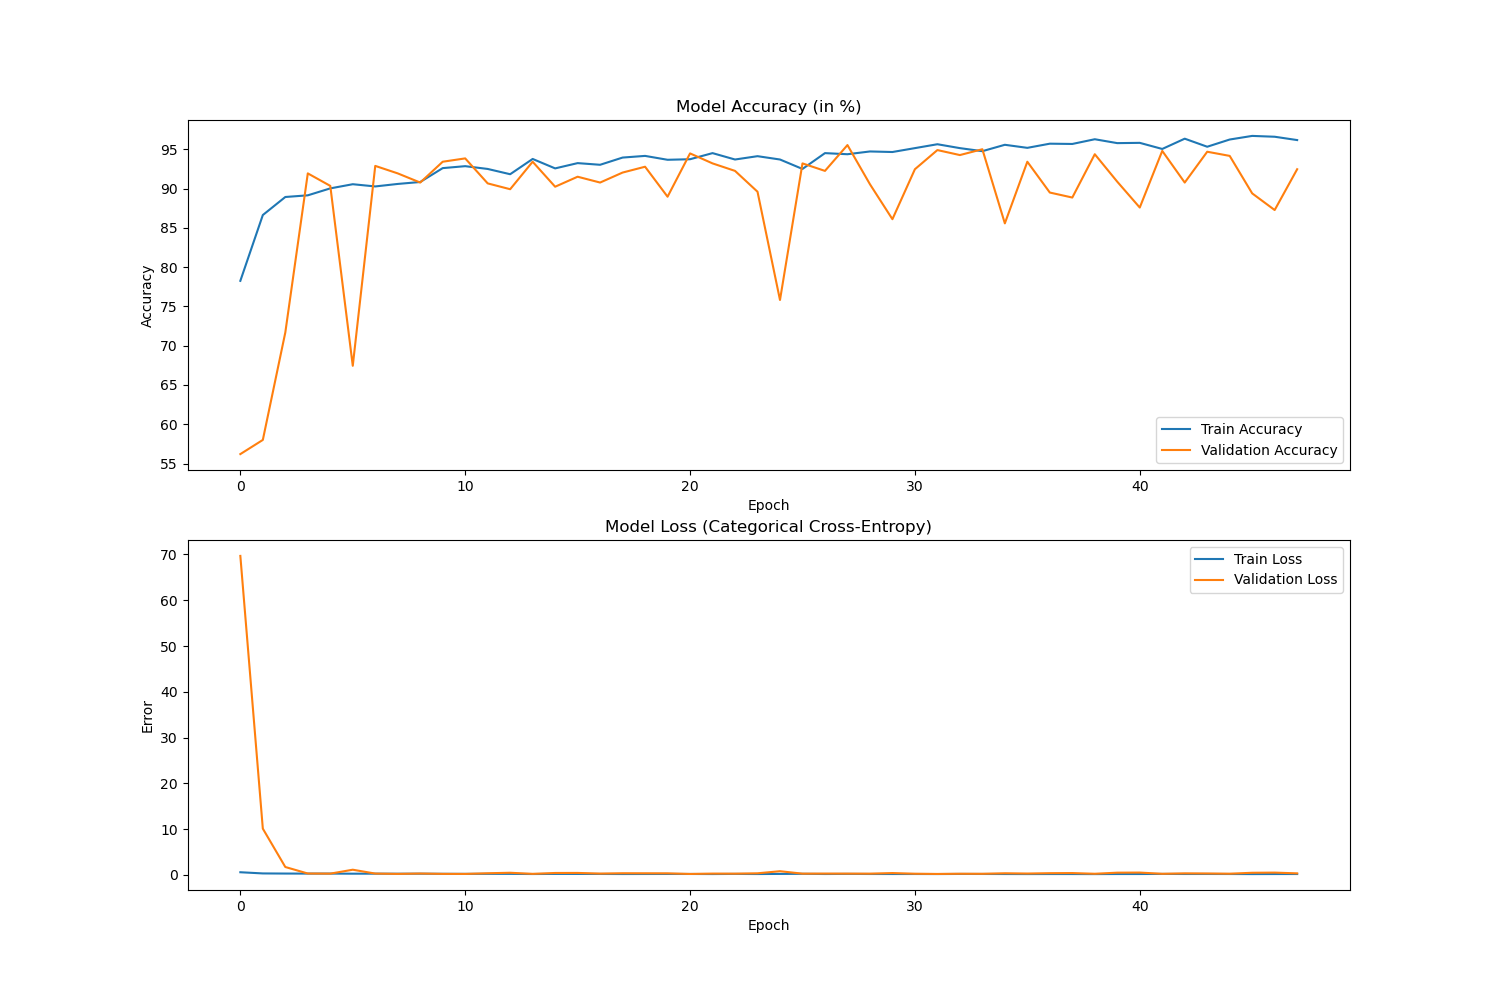 Model Accuracy (in %)
95
90
85
80
75
70
65
60
55
Accuracy
Train Accuracy
Validation Accuracy
0 10 20 30 40
Epoch
Model Loss (Categorical Cross-Entropy)
70
60
50
40
30
20
10
0
Error
Train Loss
Validation Loss
0 10 20 30 40
Epoch